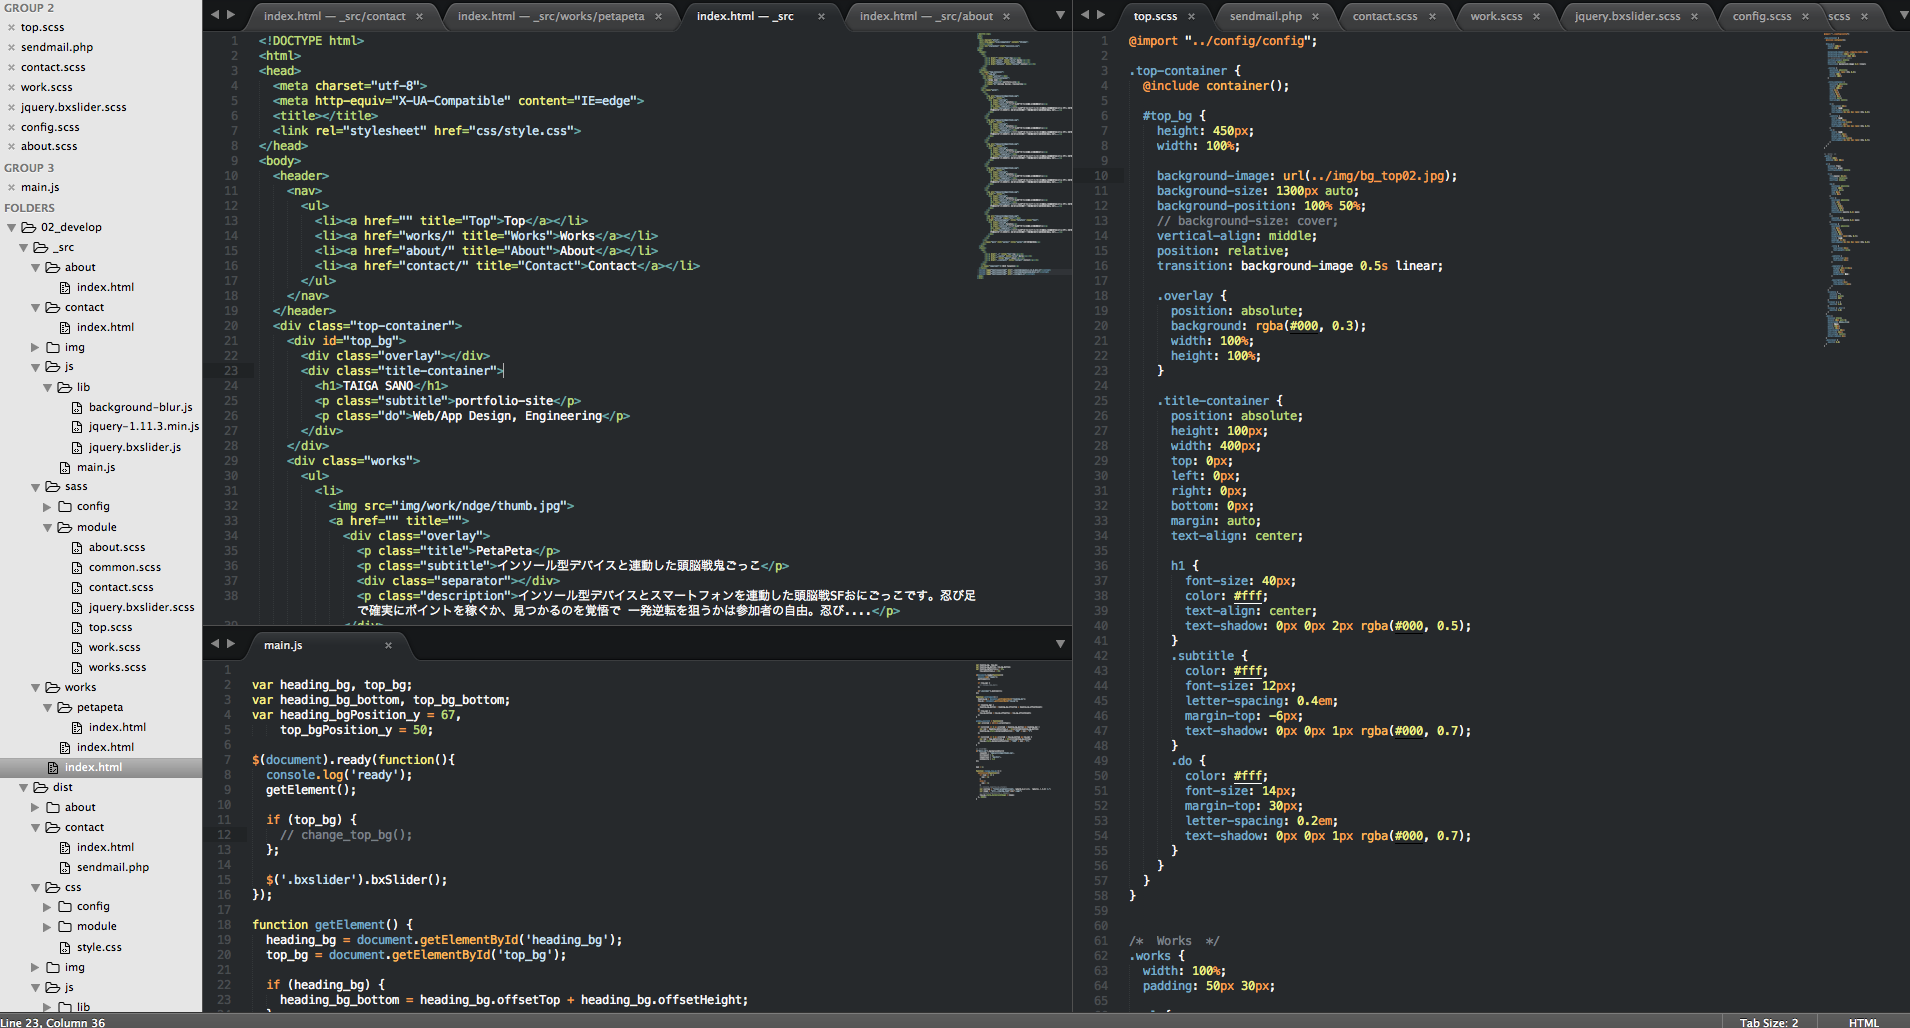 GROUP 2
top.scss
sendmail.php
contact.scss
work.scss
jquery.bxslider.scss
config.scss
about.scss
GROUP 3
main.js
FOLDERS
02_develop
_src
about
index.html
contact
index.html
img
js
lib
background-blur.js
jquery-1.11.3.min.js
jquery.bxslider.js
main.js
sass
config
module
about.scss
common.scss
contact.scss
jquery.bxslider.scss
top.scss
work.scss
works.scss
works
petapeta
index.html
index.html
index.html
dist
about
contact
index.html
sendmail.php
css
config
module
style.css
img
js
lib
index.html — _src/contact
index.html — _src/works/petapeta
index.html — _src
index.html — _src/about
1 <!DOCTYPE html>
2 <html>
3 <head>
4 <meta charset="utf-8">
5 <meta http-equiv="X-UA-Compatible" content="IE=edge">
6 <title></title>
7 <link rel="stylesheet" href="css/style.css">
8 </head>
9 <body>
10 <header>
11 <nav>
12 <ul>
13 <li><a href="" title="Top">Top</a></li>
14 <li><a href="works/" title="Works">Works</a></li>
15 <li><a href="about/" title="About">About</a></li>
16 <li><a href="contact/" title="Contact">Contact</a></li>
17 </ul>
18 </nav>
19 </header>
20 <div class="top-container">
21 <div id="top_bg">
22 <div class="overlay"></div>
23 <div class="title-container">
24 <h1>TAIGA SANO</h1>
25 <p class="subtitle">portfolio-site</p>
26 <p class="do">Web/App Design, Engineering</p>
27 </div>
28 </div>
29 <div class="works">
30 <ul>
31 <li>
32 <img src="img/work/ndge/thumb.jpg">
33 <a href="" title="">
34 <div class="overlay">
35 <p class="title">PetaPeta</p>
36 <p class="subtitle">インソール型デバイスと連動した頭脳戦鬼ごっこ</p>
37 <div class="separator"></div>
38 <p class="description">インソール型デバイスとスマートフォンを連動した頭脳戦SFおにごっこです。忍び足
で確実にポイントを稼ぐか、見つかるのを覚悟で 一発逆転を狙うかは参加者の自由。忍び....</p>
39 </div>
main.js
1
2 var heading_bg, top_bg;
3 var heading_bg_bottom, top_bg_bottom;
4 var heading_bgPosition_y = 67,
5 top_bgPosition_y = 50;
6
7 $(document).ready(function(){
8 console.log('ready');
9 getElement();
10
11 if (top_bg) {
12 // change_top_bg();
13 };
14
15 $('.bxslider').bxSlider();
16 });
17
18 function getElement() {
19 heading_bg = document.getElementById('heading_bg');
20 top_bg = document.getElementById('top_bg');
21
22 if (heading_bg) {
23 heading_bg_bottom = heading_bg.offsetTop + heading_bg.offsetHeight;
top.scss
sendmail.php
contact.scss
work.scss
jquery.bxslider.scss
config.scss
scss
1 @import "../config/config";
2
3 .top-container {
4 @include container();
5
6 #top_bg {
7 height: 450px;
8 width: 100%;
9
10 background-image: url(../img/bg_top02.jpg);
11 background-size: 1300px auto;
12 background-position: 100% 50%;
13 // background-size: cover;
14 vertical-align: middle;
15 position: relative;
16 transition: background-image 0.5s linear;
17
18 .overlay {
19 position: absolute;
20 background: rgba(#000, 0.3);
21 width: 100%;
22 height: 100%;
23 }
24
25 .title-container {
26 position: absolute;
27 height: 100px;
28 width: 400px;
29 top: 0px;
30 left: 0px;
31 right: 0px;
32 bottom: 0px;
33 margin: auto;
34 text-align: center;
35
36 h1 {
37 font-size: 40px;
38 color: #fff;
39 text-align: center;
40 text-shadow: 0px 0px 2px rgba(#000, 0.5);
41 }
42 .subtitle {
43 color: #fff;
44 font-size: 12px;
45 letter-spacing: 0.4em;
46 margin-top: -6px;
47 text-shadow: 0px 0px 1px rgba(#000, 0.7);
48 }
49 .do {
50 color: #fff;
51 font-size: 14px;
52 margin-top: 30px;
53 letter-spacing: 0.2em;
54 text-shadow: 0px 0px 1px rgba(#000, 0.7);
55 }
56 }
57 }
58 }
59
60
61 /* Works */
62 .works {
63 width: 100%;
64 padding: 50px 30px;
65
Line 23, Column 36
Tab Size: 2
HTML